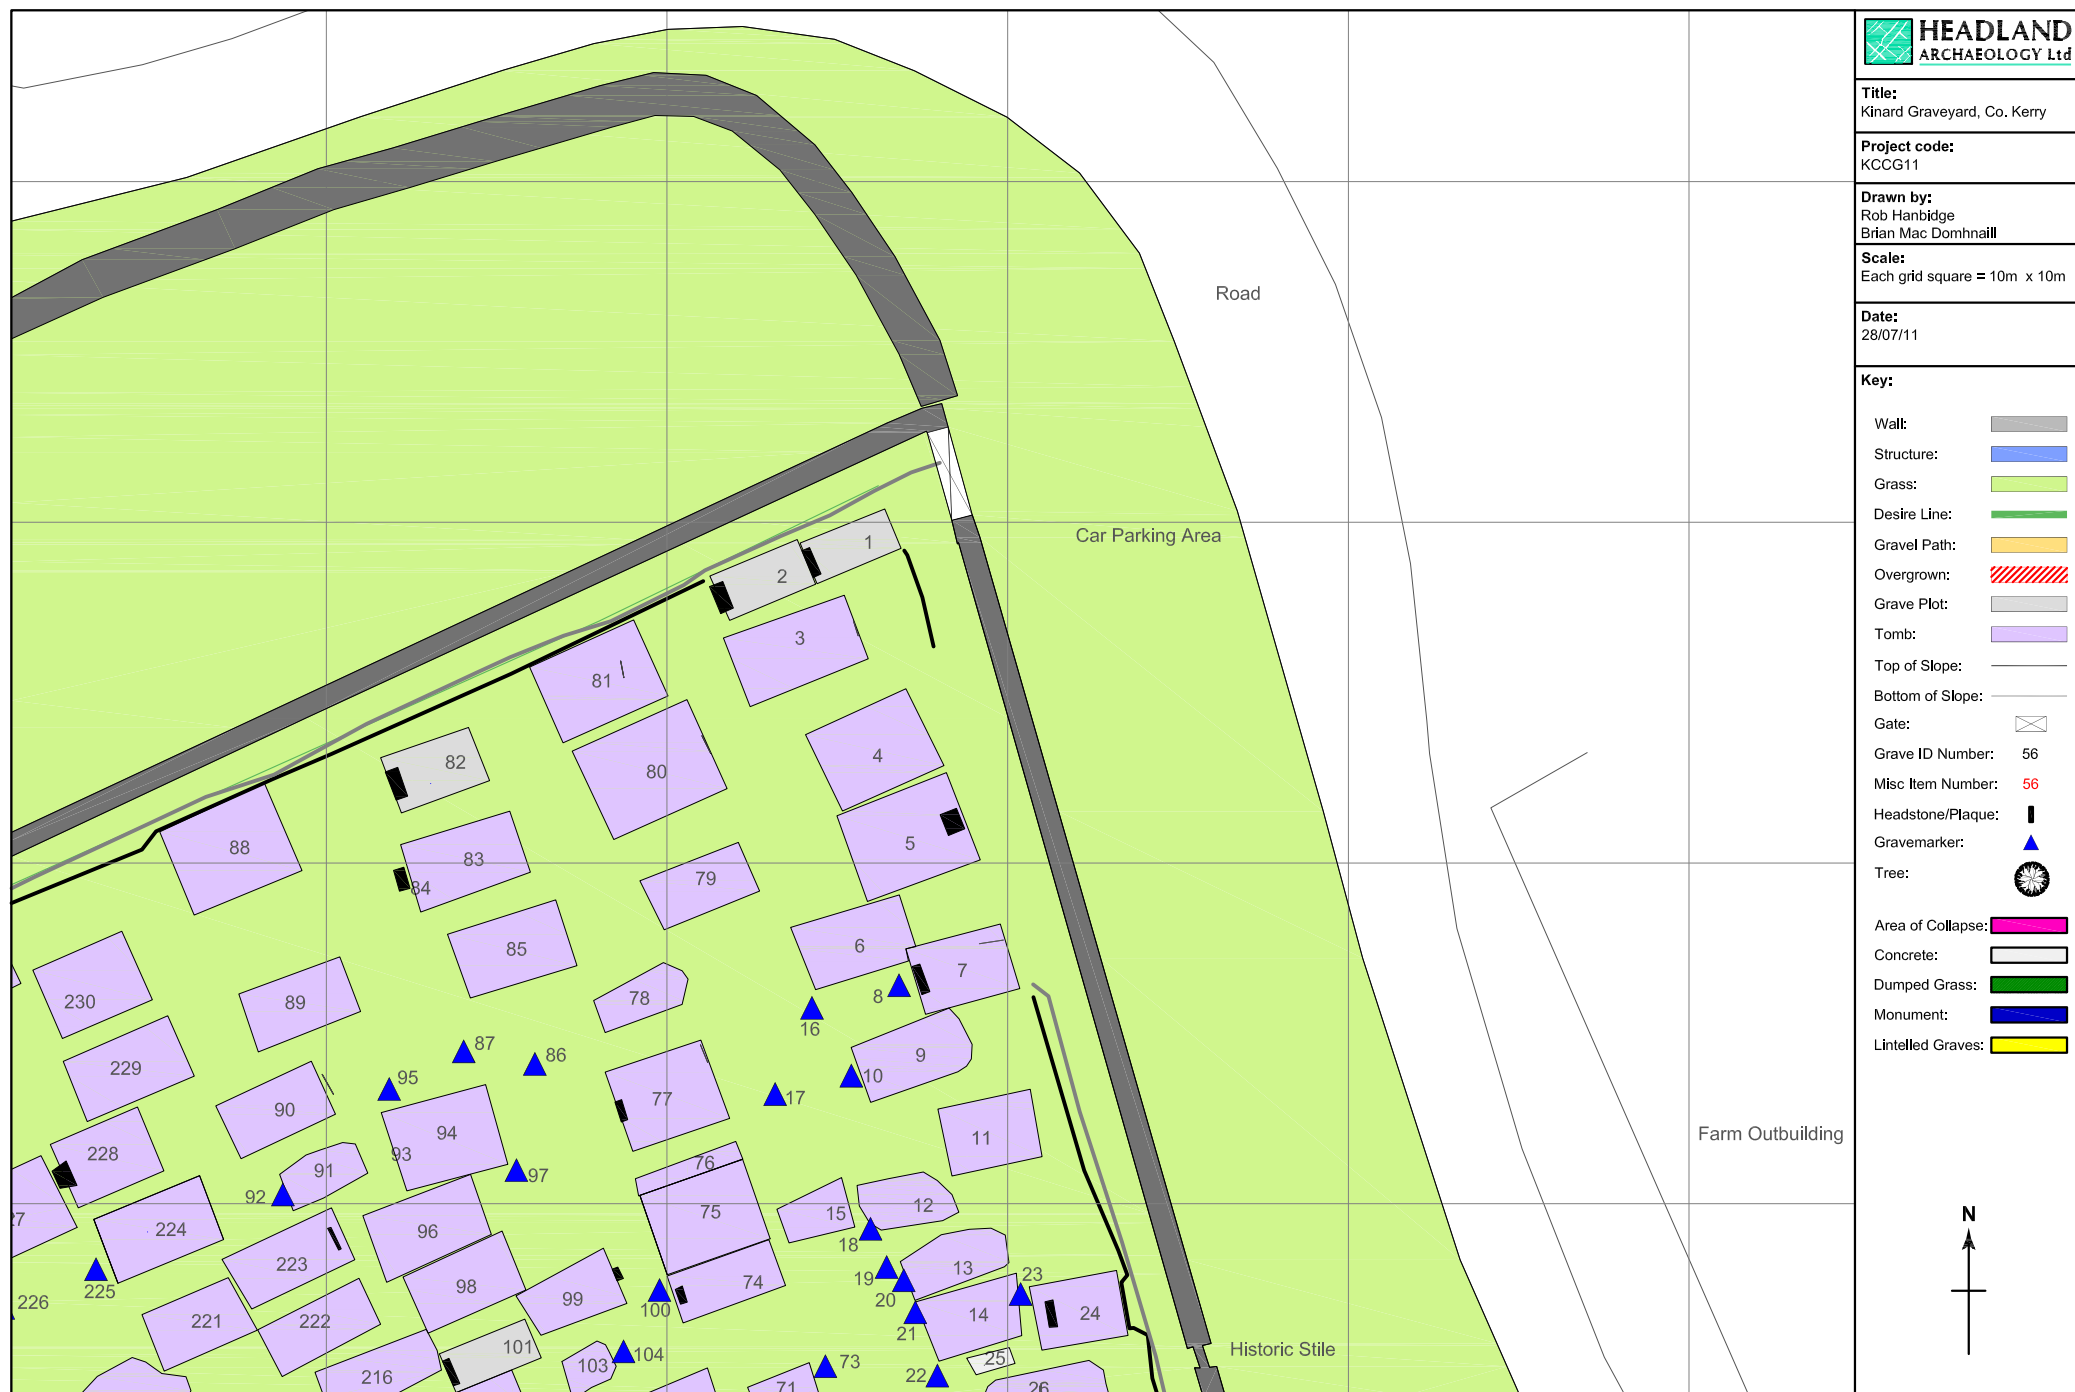 HEADLAND
ARCHAEOLOGY Ltd
Title:
Kinard Graveyard, Co. Kerry
Project code:
KCCG11
Drawn by:
Rob Hanbidge
Brian Mac Domhnaill
Scale:
Each grid square = 10m x 10m
Date:
28/07/11
Key:
Wall:
Structure:
Grass:
Desire Line:
Gravel Path:
Overgrown:
Grave Plot:
Tomb:
Top of Slope:
Bottom of Slope:
Gate:
Grave ID Number: 56
Misc Item Number: 56
Headstone/Plaque:
Gravemarker:
Tree:
Area of Collapse:
Concrete:
Dumped Grass:
Monument:
Lintelled Graves:
N
Road
Car Parking Area
Farm Outbuilding
Historic Stile
1
2
3
81
4
82
80
5
88
83
79
84
6
85
7
230
89
78
8
16
87
86
9
229
95
10
77
17
90
94
11
228
93
91
76
97
92
75
15
12
224
96
18
223
13
19
98
74
23
225
99
20
100
24
226
14
221
222
21
101
25
103
104
73
216
22
71
26